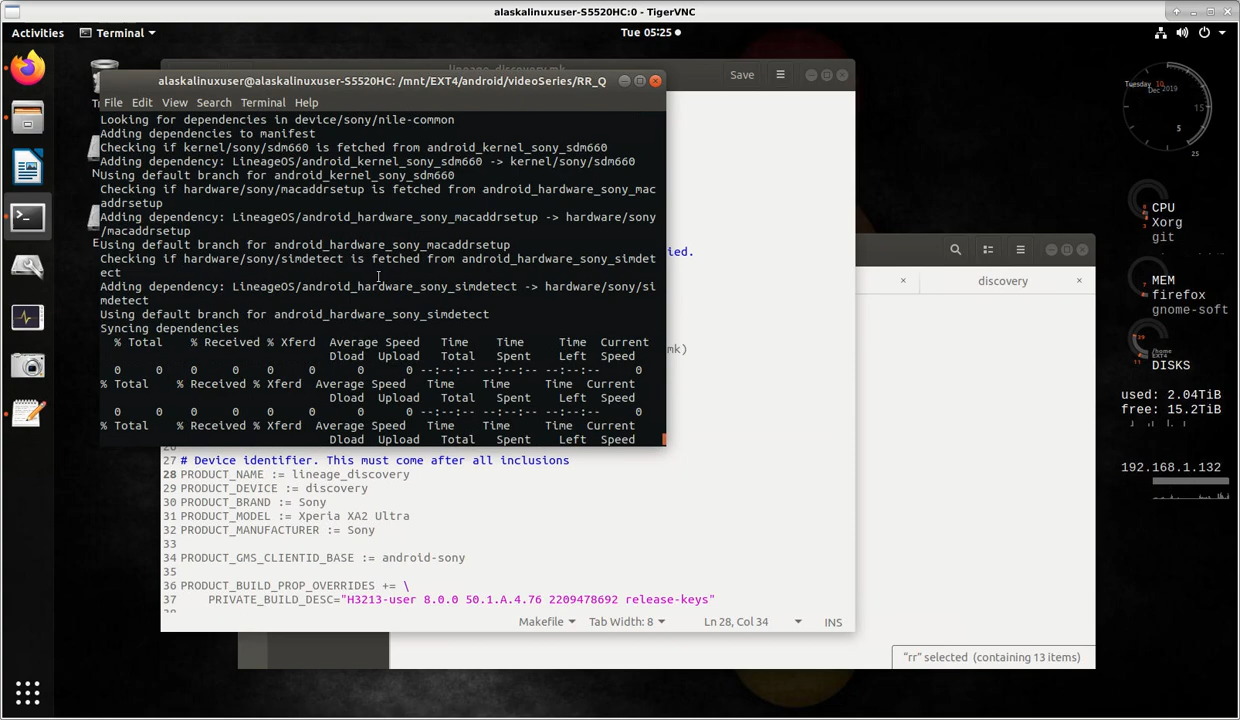 alaskalinuxuser-S5520HC:0 - TigerVNC
Activities
Terminal
Tue 05:25
Save
alaskalinuxuser@alaskalinuxuser-S5520HC: /mnt/EXT4/android/videoSeries/RR_Q
File Edit View Search Terminal Help
Looking for dependencies in device/sony/nile-common
Adding dependencies to manifest
Checking if kernel/sony/sdm660 is fetched from android_kernel_sony_sdm660
Adding dependency: LineageOS/android_kernel_sony_sdm660 -> kernel/sony/sdm660
Using default branch for android_kernel_sony_sdm660
Checking if hardware/sony/macaddrsetup is fetched from android_hardware_sony_mac
addrsetup
Adding dependency: LineageOS/android_hardware_sony_macaddrsetup -> hardware/sony
/macaddrsetup
Using default branch for android_hardware_sony_macaddrsetup
Checking if hardware/sony/simdetect is fetched from android_hardware_sony_simdet
ect
Adding dependency: LineageOS/android_hardware_sony_simdetect -> hardware/sony/si
mdetect
Using default branch for android_hardware_sony_simdetect
Syncing dependencies
% Total % Received % Xferd Average Speed Time Time Time Current
Dload Upload Total Spent Left Speed
0 0 0 0 0 0 0 0 --:--:-- --:--:-- --:--:-- 0
% Total % Received % Xferd Average Speed Time Time Time Current
Dload Upload Total Spent Left Speed
0 0 0 0 0 0 0 0 --:--:-- --:--:-- --:--:-- 0
% Total % Received % Xferd Average Speed Time Time Time Current
Dload Upload Total Spent Left Speed
ied.
mk)
discovery
27 # Device identifier. This must come after all inclusions
28 PRODUCT_NAME := lineage_discovery
29 PRODUCT_DEVICE := discovery
30 PRODUCT_BRAND := Sony
31 PRODUCT_MODEL := Xperia XA2 Ultra
32 PRODUCT_MANUFACTURER := Sony
33
34 PRODUCT_GMS_CLIENTID_BASE := android-sony
35
36 PRODUCT_BUILD_PROP_OVERRIDES += \
37 PRIVATE_BUILD_DESC="H3213-user 8.0.0 50.1.A.4.76 2209478692 release-keys"
Makefile Tab Width: 8 Ln 28, Col 34 INS
"rr" selected (containing 13 items)
Tuesday 10
Dec 2019
15
5
25
CPU
Xorg
git
MEM
firefox
gnome-soft
/home
EXT4
DISKS
used: 2.04TiB
free: 15.2TiB
192.168.1.132